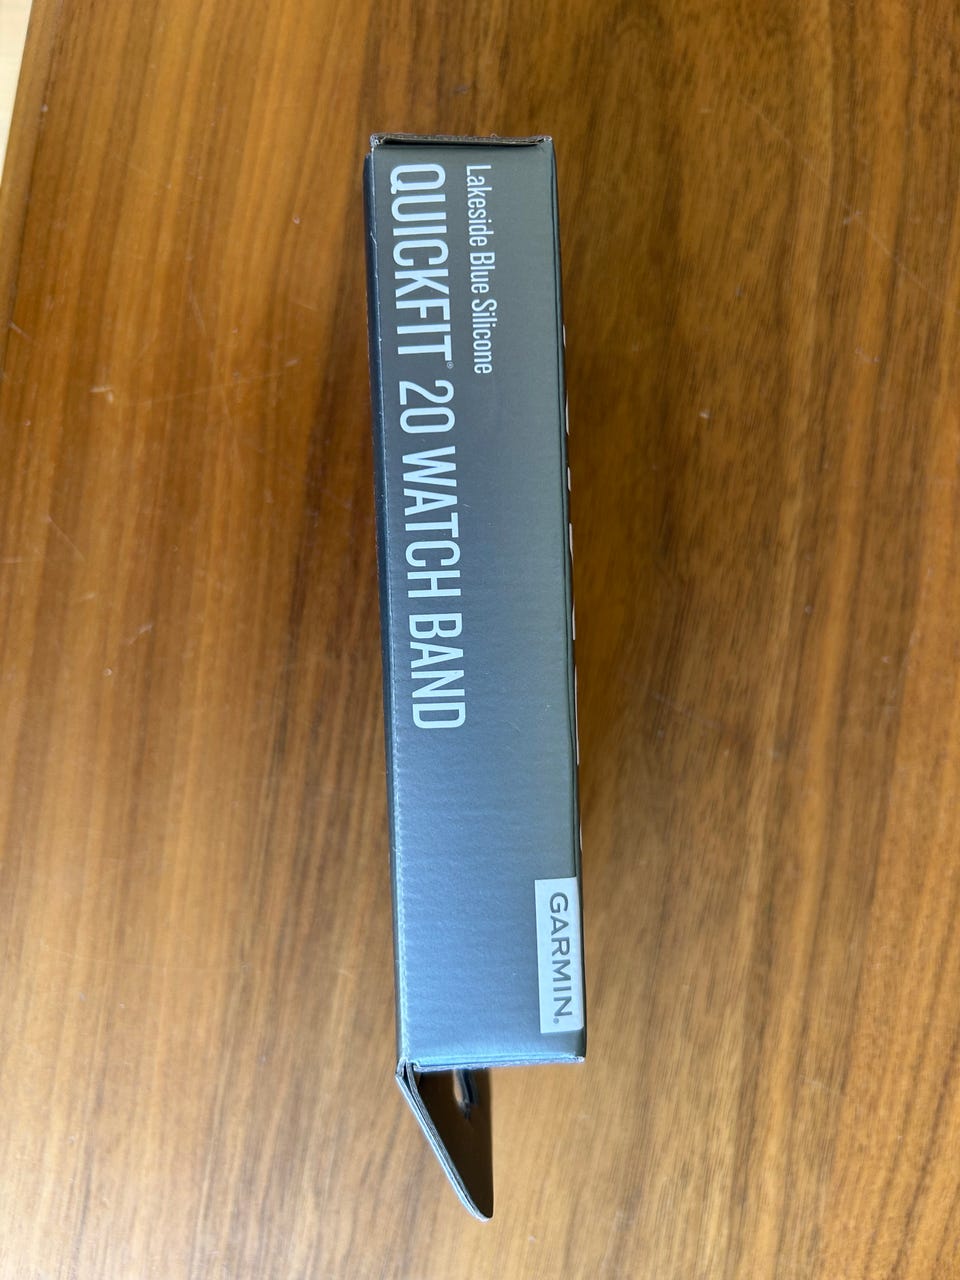 Lakeside Blue Silicone
QUICKFIT® 20 WATCH BAND
GARMIN®